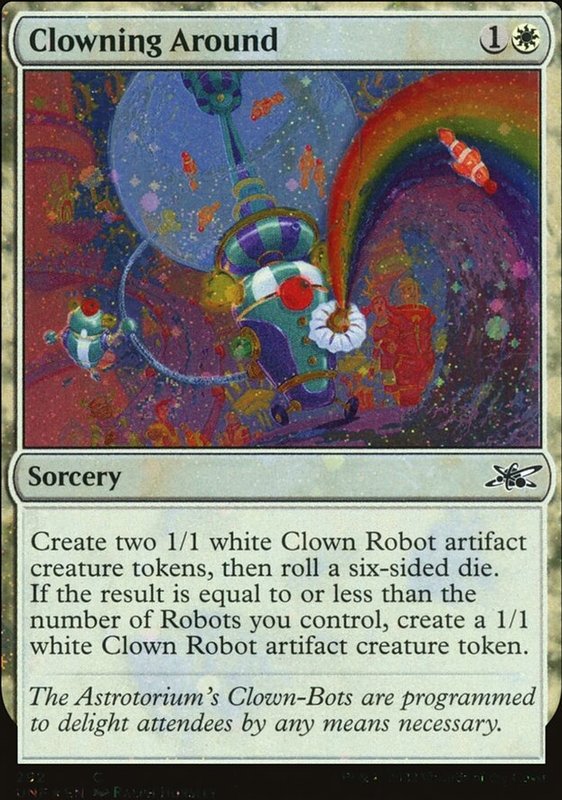 Clowning Around 1
Sorcery
Create two 1/1 white Clown Robot artifact
creature tokens, then roll a six-sided die.
If the result is equal to or less than the
number of Robots you control, create a 1/1
white Clown Robot artifact creature token.
The Astrotorium's Clown-Bots are programmed
to delight attendees by any means necessary.